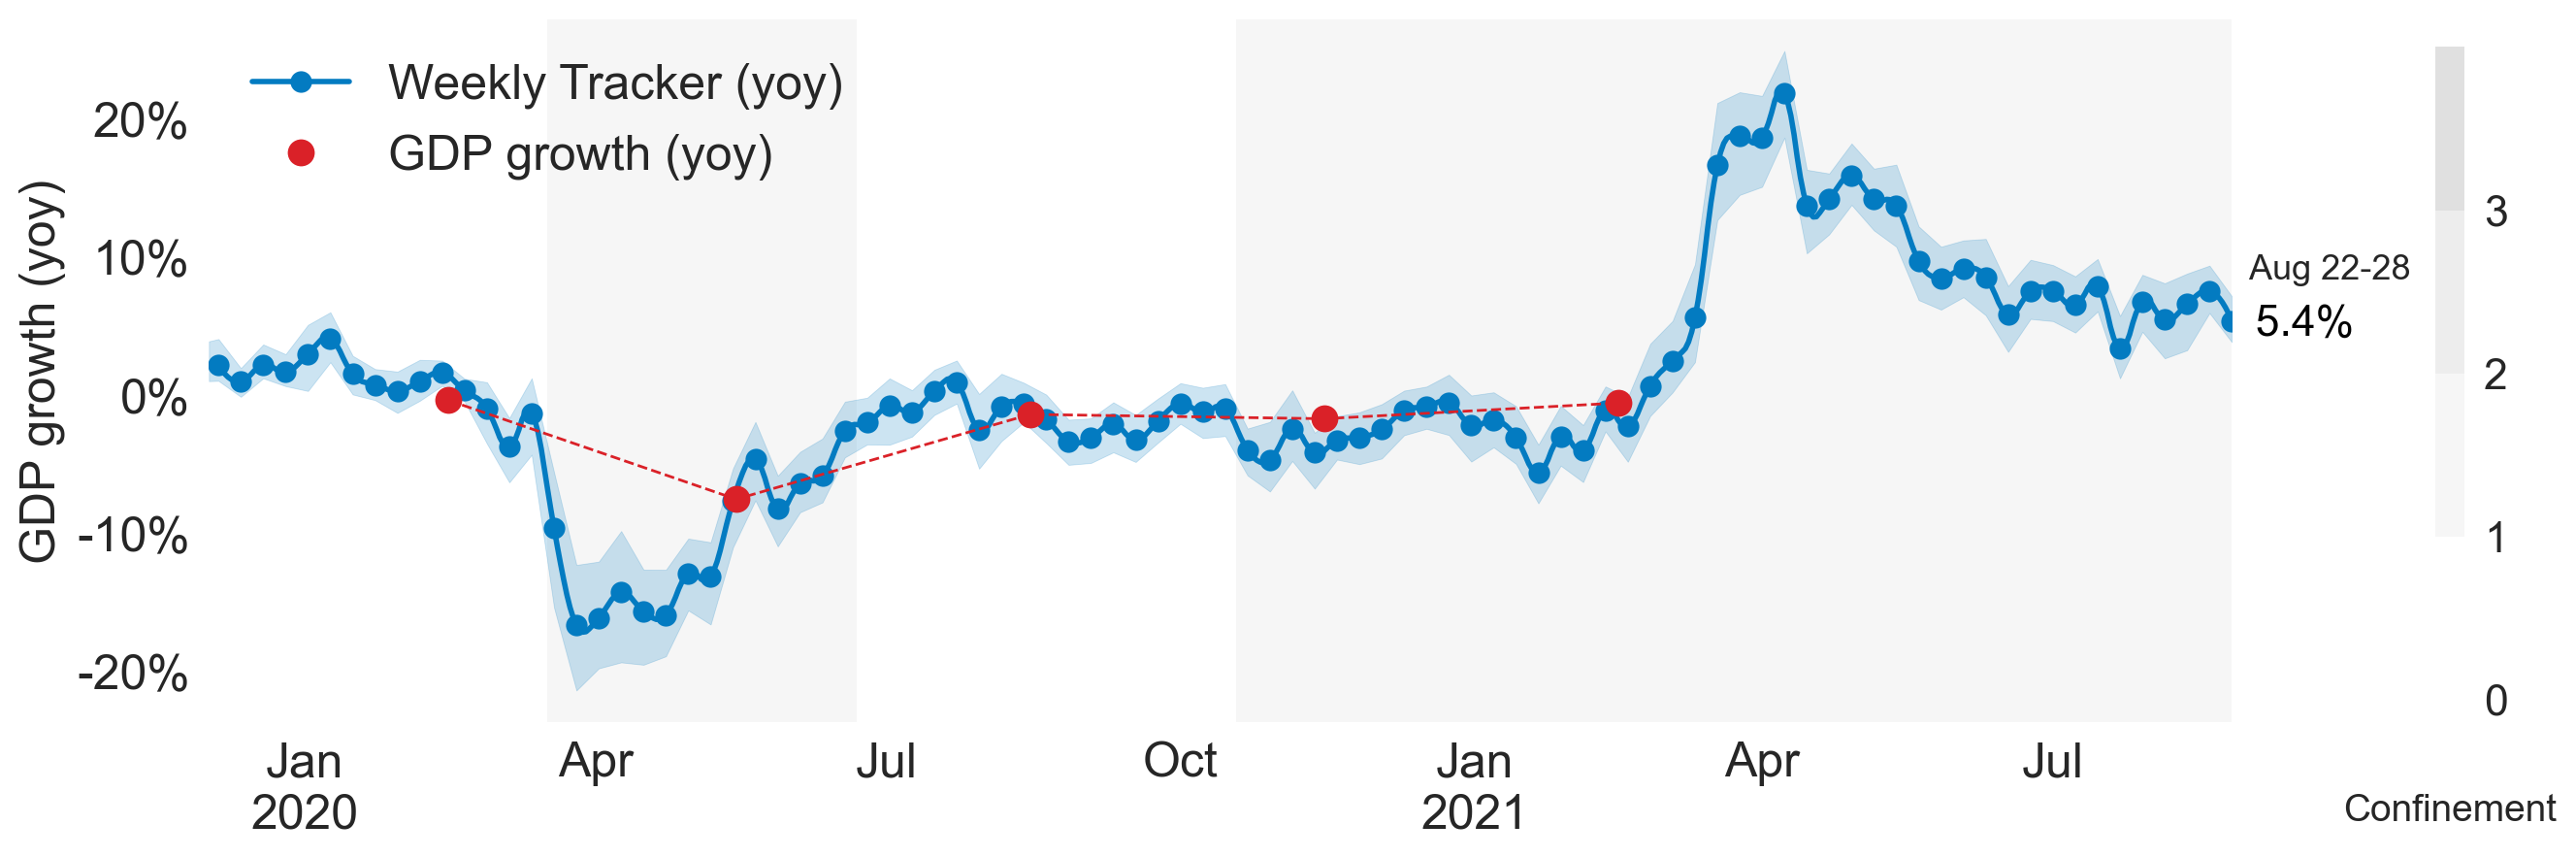 Weekly Tracker (yoy)
GDP growth (yoy)
GDP growth (yoy)
20%
10%
0%
-10%
-20%
Jan
2020
Apr
Jul
Oct
Jan
2021
Apr
Jul
Aug 22-28
5.4%
3
2
1
0
Confinement